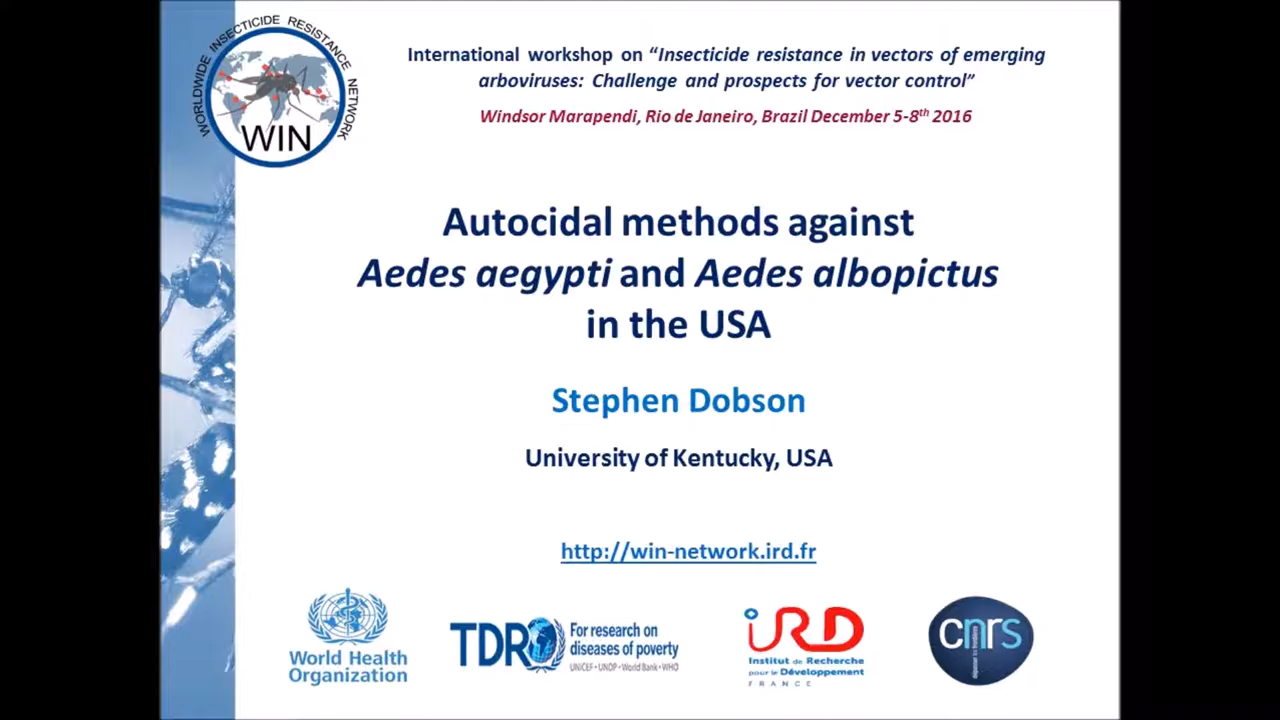 WORLDWIDE INSECTICIDE RESISTANCE NETWORK
WIN
International workshop on “Insecticide resistance in vectors of emerging
arboviruses: Challenge and prospects for vector control”
Windsor Marapendi, Rio de Janeiro, Brazil December 5-8th 2016
Autocidal methods against
Aedes aegypti and Aedes albopictus
in the USA
Stephen Dobson
University of Kentucky, USA
http://win-network.ird.fr
World Health
Organization
TDR
For research on
diseases of poverty
UNICEF • UNDP • World Bank • WHO
IRD
Institut de Recherche
pour le Développement
FRANCE
cnrs